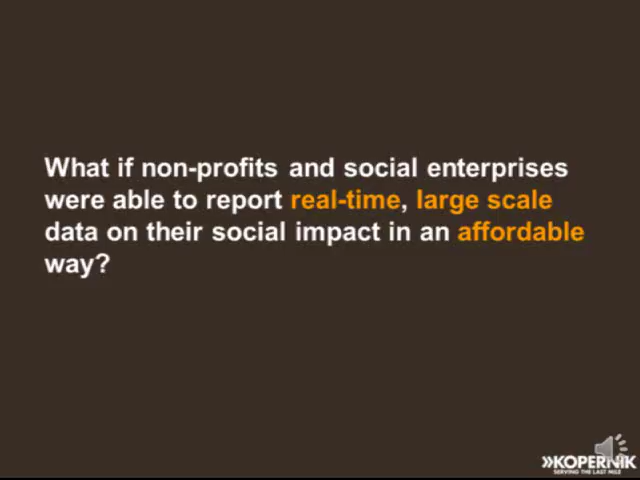 What if non-profits and social enterprises
were able to report real-time, large scale
data on their social impact in an affordable
way?
»KOPERNIK
SERVING THE LAST MILE